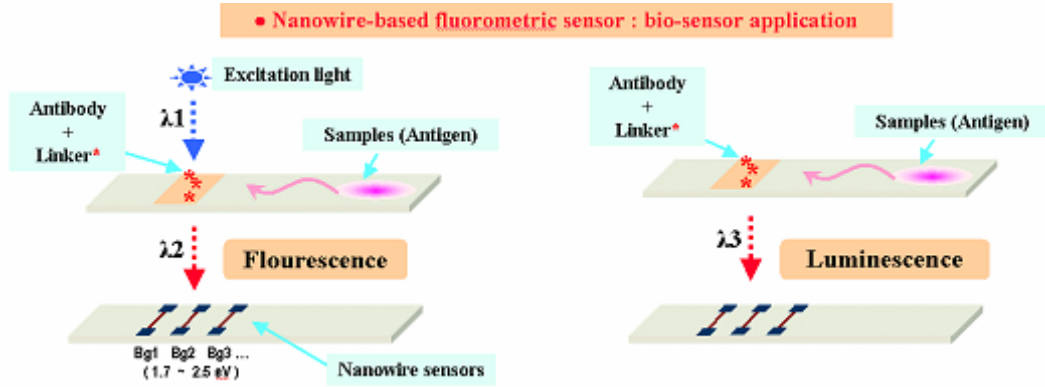 • Nanowire-based fluorometric sensor : bio-sensor application
Excitation light
Antibody
+
Linker*
λ1
Samples (Antigen)
λ2
Flourescence
Bg1 Bg2 Bg3 ...
(1.7 ~ 2.5 eV)
Nanowire sensors
Antibody
+
Linker*
Samples (Antigen)
λ3
Luminescence